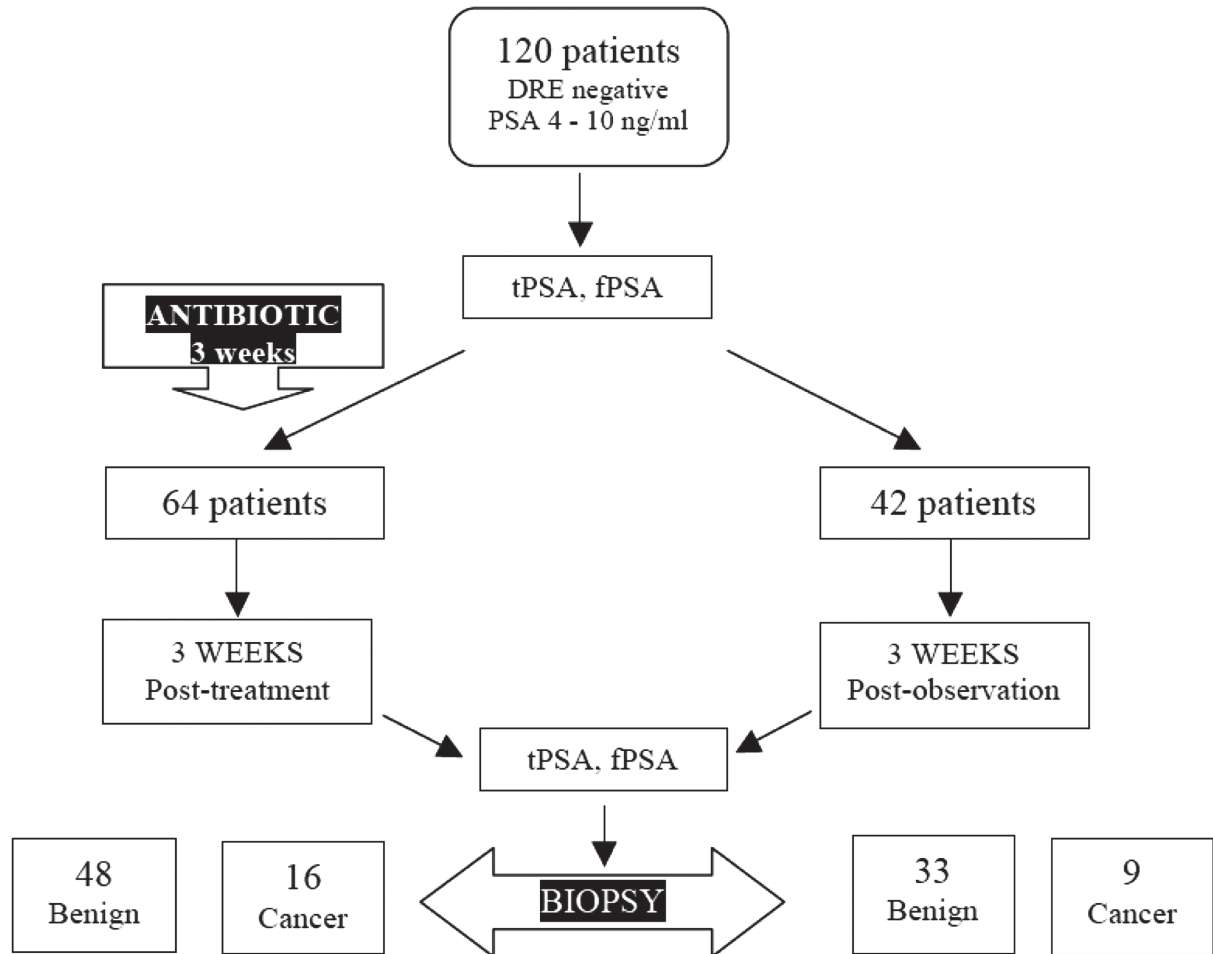 120 patients
DRE negative
PSA 4 - 10 ng/ml
tPSA, fPSA
ANTIBIOTIC
3 weeks
64 patients
42 patients
3 WEEKS
Post-treatment
3 WEEKS
Post-observation
tPSA, fPSA
48
Benign
16
Cancer
BIOPSY
33
Benign
9
Cancer